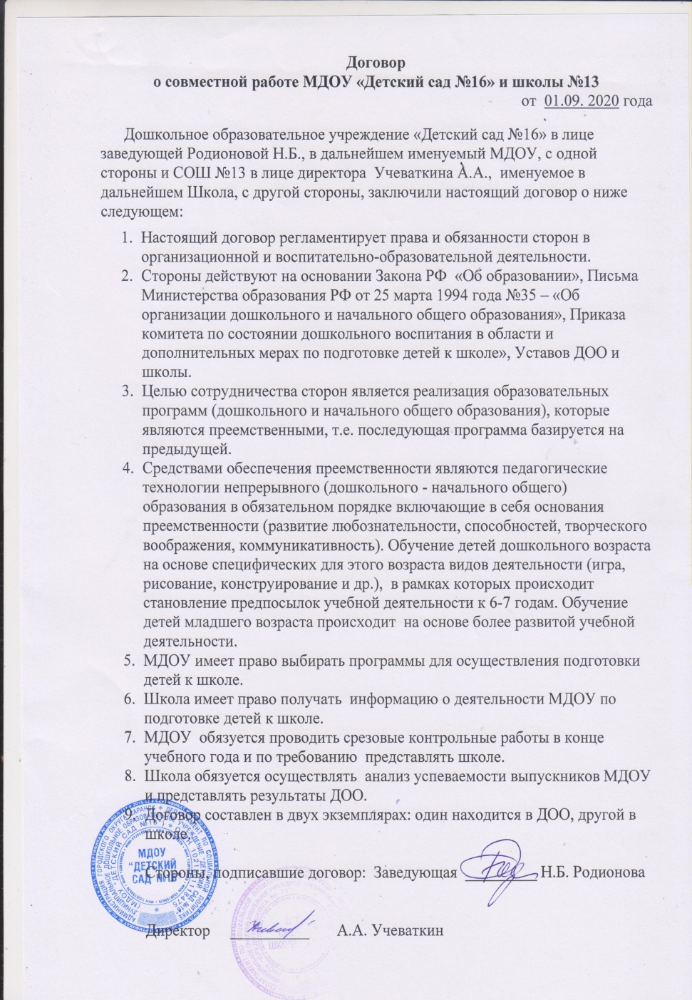 Договор
о совместной работе МДОУ «Детский сад №16» и школы №13
от 01.09. 2020 года
Дошкольное образовательное учреждение «Детский сад №16» в лице
заведующей Родионовой Н.Б., в дальнейшем именуемый МДОУ, с одной
стороны и СОШ №13 в лице директора Учеваткина А.А., именуемое в
дальнейшем Школа, с другой стороны, заключили настоящий договор о ниже
следующем:
1. Настоящий договор регламентирует права и обязанности сторон в
организационной и воспитательно-образовательной деятельности.
2. Стороны действуют на основании Закона РФ «Об образовании», Письма
Министерства образования РФ от 25 марта 1994 года №35 – «Об
организации дошкольного и начального общего образования», Приказа
комитета по состоянии дошкольного воспитания в области и
дополнительных мерах по подготовке детей к школе», Уставов ДОО и
школы.
3. Целью сотрудничества сторон является реализация образовательных
программ (дошкольного и начального общего образования), которые
являются преемственными, т.е. последующая программа базируется на
предыдущей.
4. Средствами обеспечения преемственности являются педагогические
технологии непрерывного (дошкольного - начального общего)
образования в обязательном порядке включающие в себя основания
преемственности (развитие любознательности, способностей, творческого
воображения, коммуникативность). Обучение детей дошкольного возраста
на основе специфических для этого возраста видов деятельности (игра,
рисование, конструирование и др.), в рамках которых происходит
становление предпосылок учебной деятельности к 6-7 годам. Обучение
детей младшего возраста происходит на основе более развитой учебной
деятельности.
5. МДОУ имеет право выбирать программы для осуществления подготовки
детей к школе.
6. Школа имеет право получать информацию о деятельности МДОУ по
подготовке детей к школе.
7. МДОУ обязуется проводить срезовые контрольные работы в конце
учебного года и по требованию представлять школе.
8. Школа обязуется осуществлять анализ успеваемости выпускников МДОУ
и представлять результаты ДОО.
9. Договор составлен в двух экземплярах: один находится в ДОО, другой в
школе.
МДОУ
"ДЕТСКИЙ
САД №16"
Стороны, подписавшие договор: Заведующая Н.Б. Родионова
Директор А.А. Учеваткин